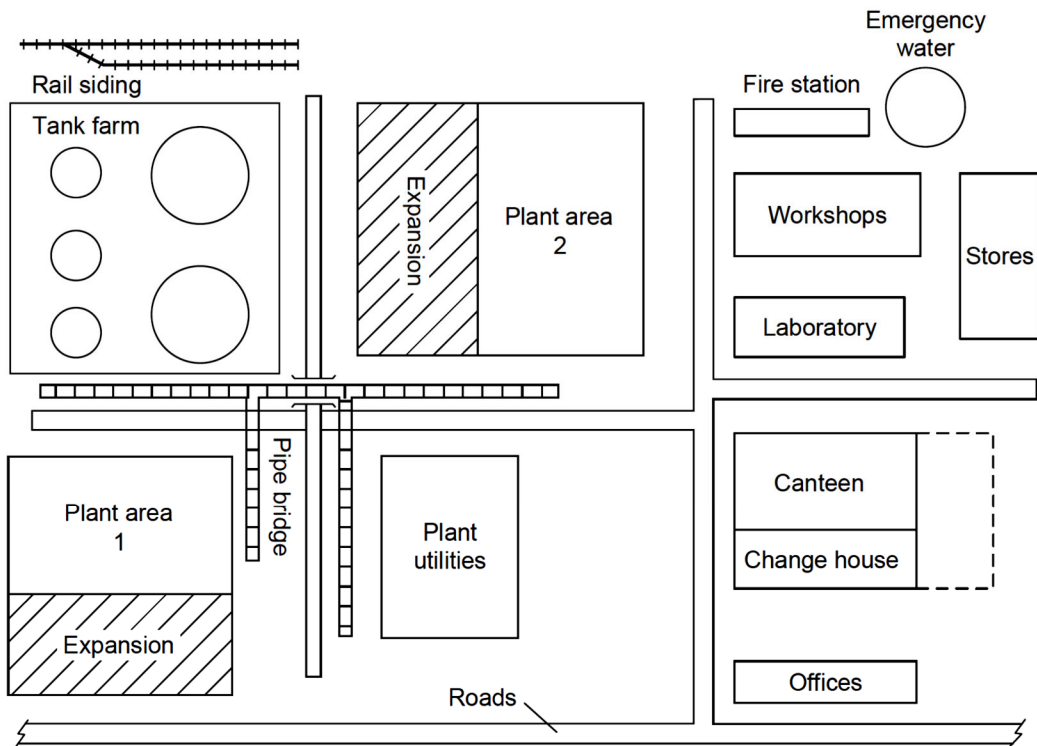 Emergency
water
Rail siding
Fire station
Tank farm
Expansion
Plant area
2
Workshops
Stores
Laboratory
Pipe bridge
Plant area
1
Plant
utilities
Canteen
Change house
Expansion
Offices
Roads